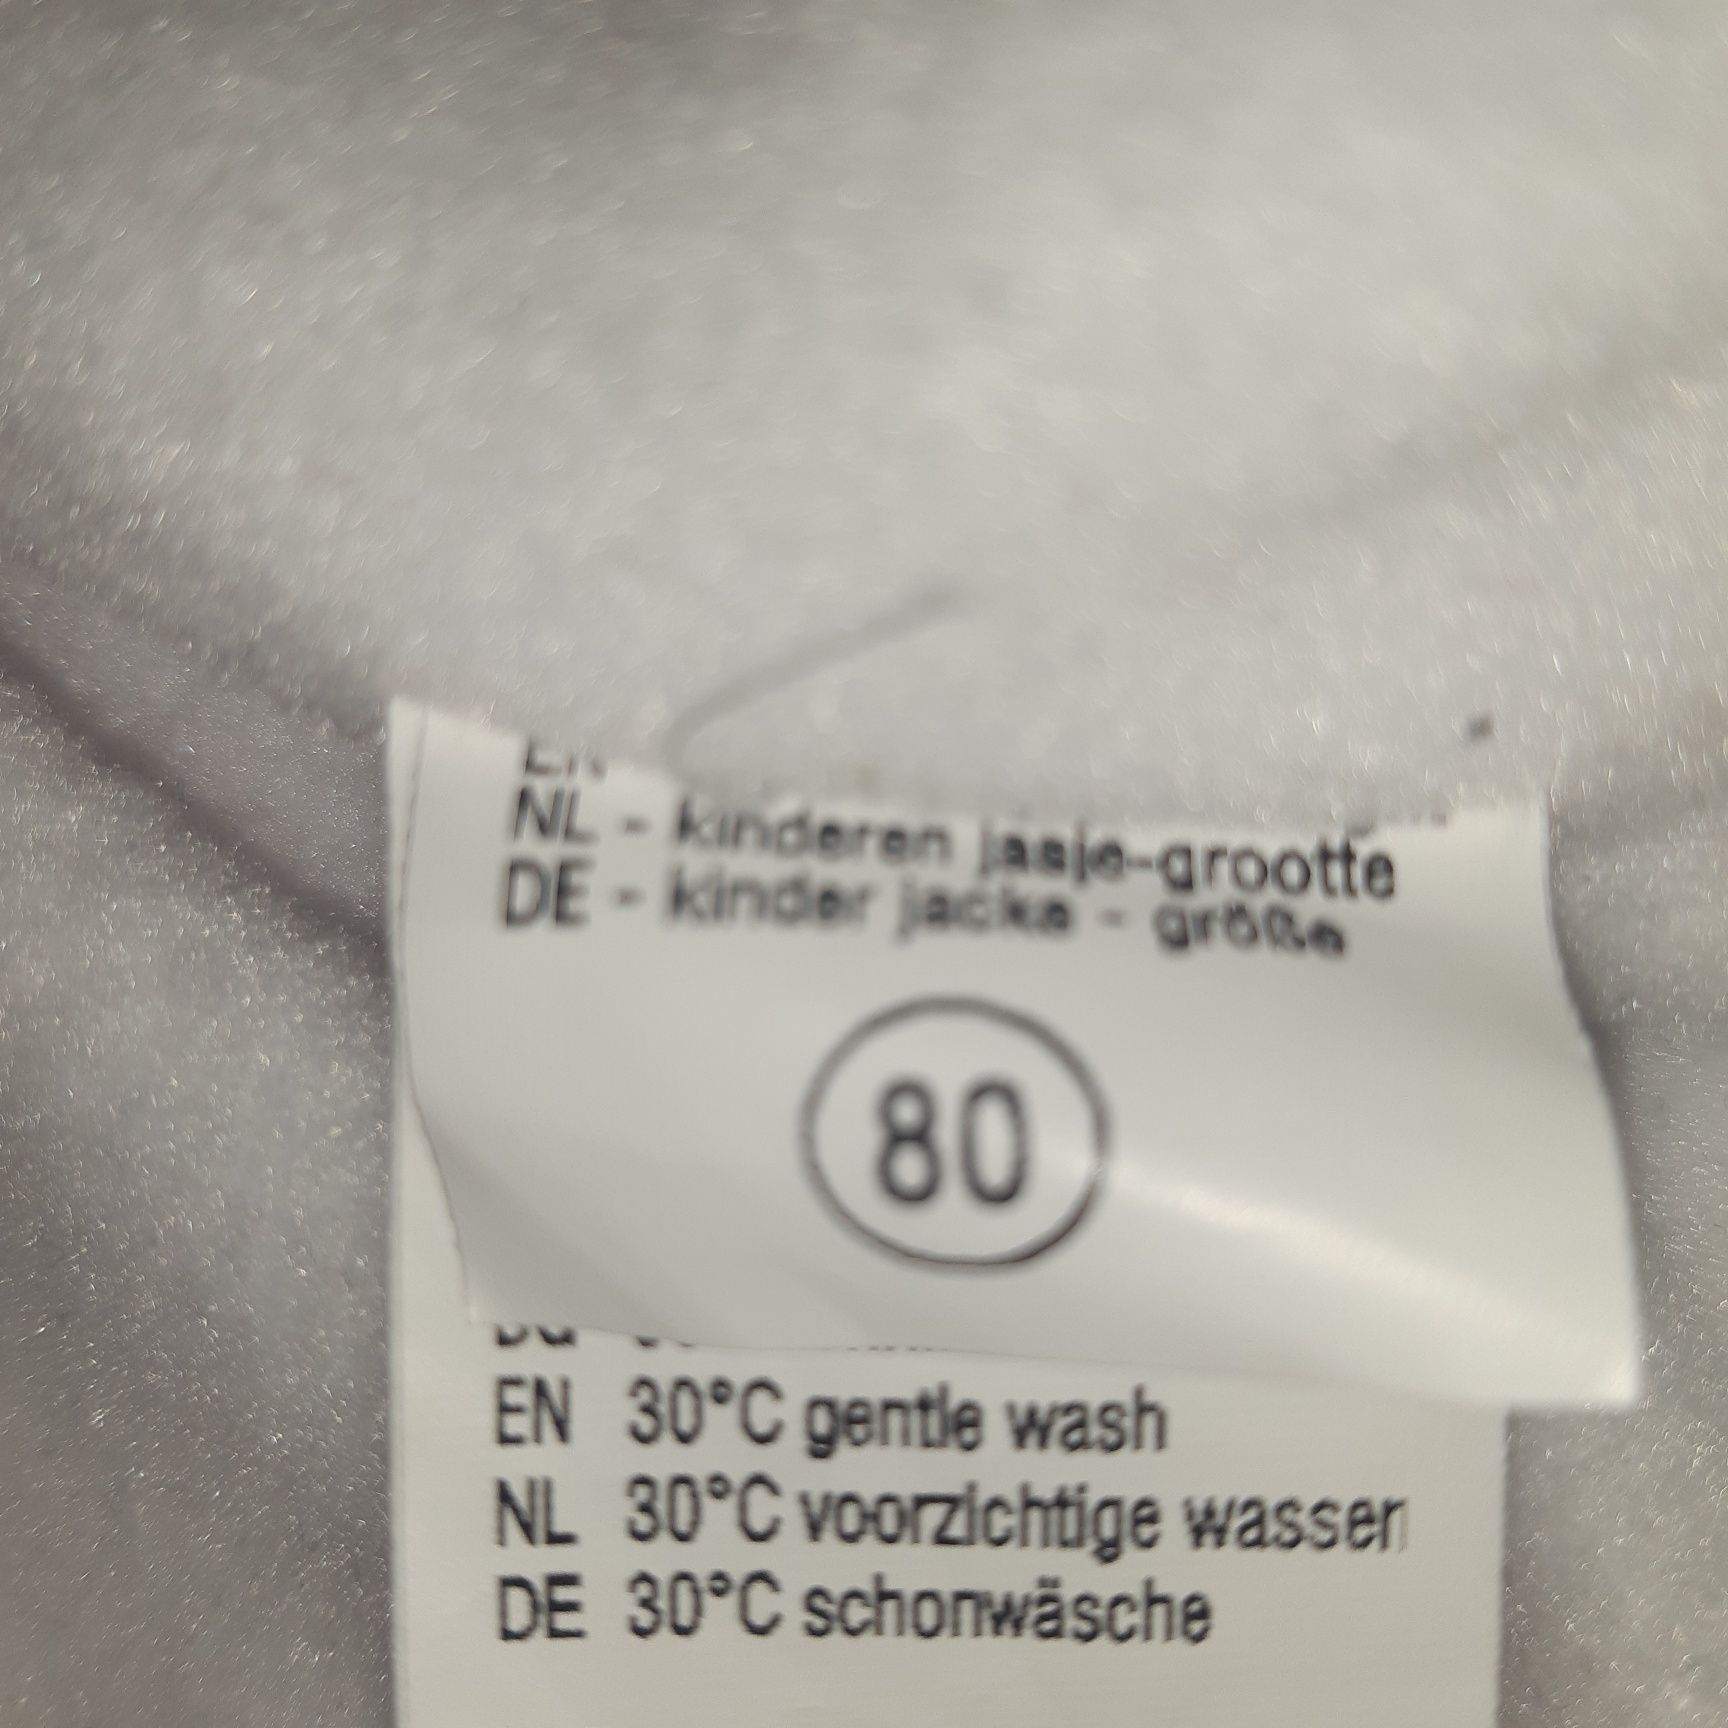 EN
NL - kinderen jasje-grootte
DE - kinder jacke - größe
80
EN 30°C gentle wash
NL 30°C voorzichtige wassen
DE 30°C schonwäsche